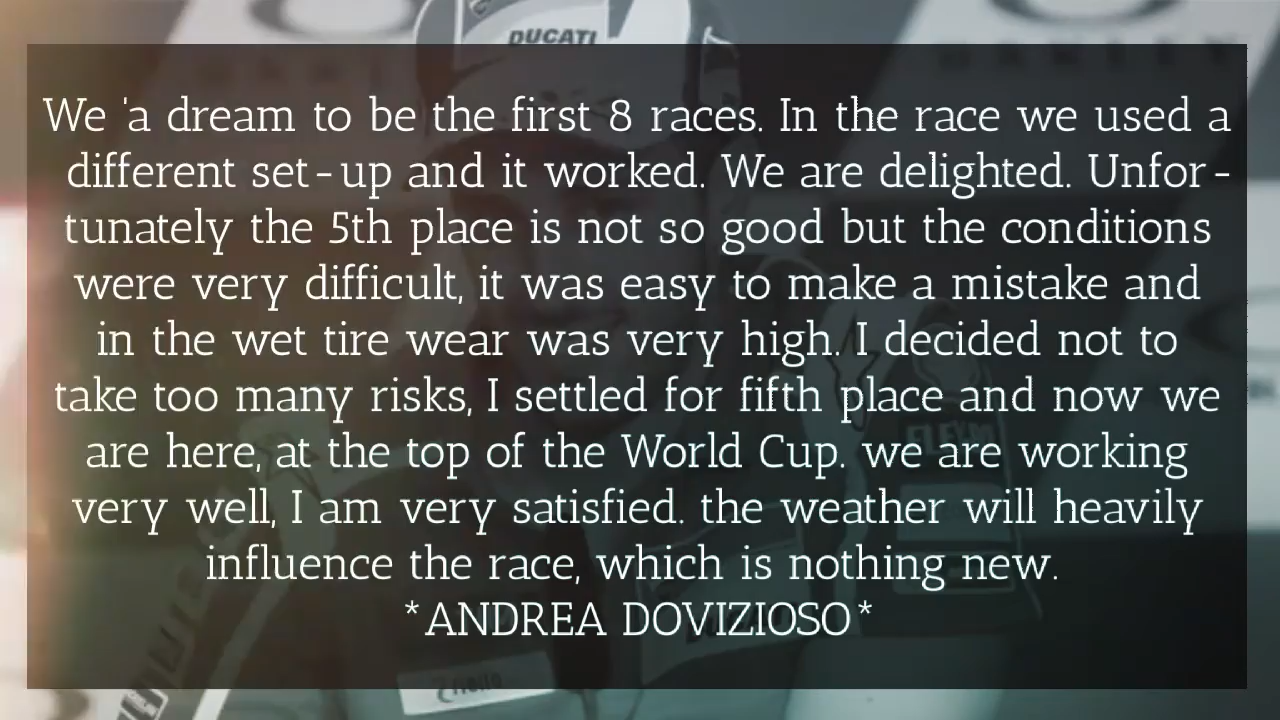 DUCATI
We 'a dream to be the first 8 races. In the race we used a
different set-up and it worked. We are delighted. Unfor-
tunately the 5th place is not so good but the conditions
were very difficult, it was easy to make a mistake and
in the wet tire wear was very high. I decided not to
take too many risks, I settled for fifth place and now we
are here, at the top of the World Cup. we are working
very well, I am very satisfied. the weather will heavily
influence the race, which is nothing new.
*ANDREA DOVIZIOSO*